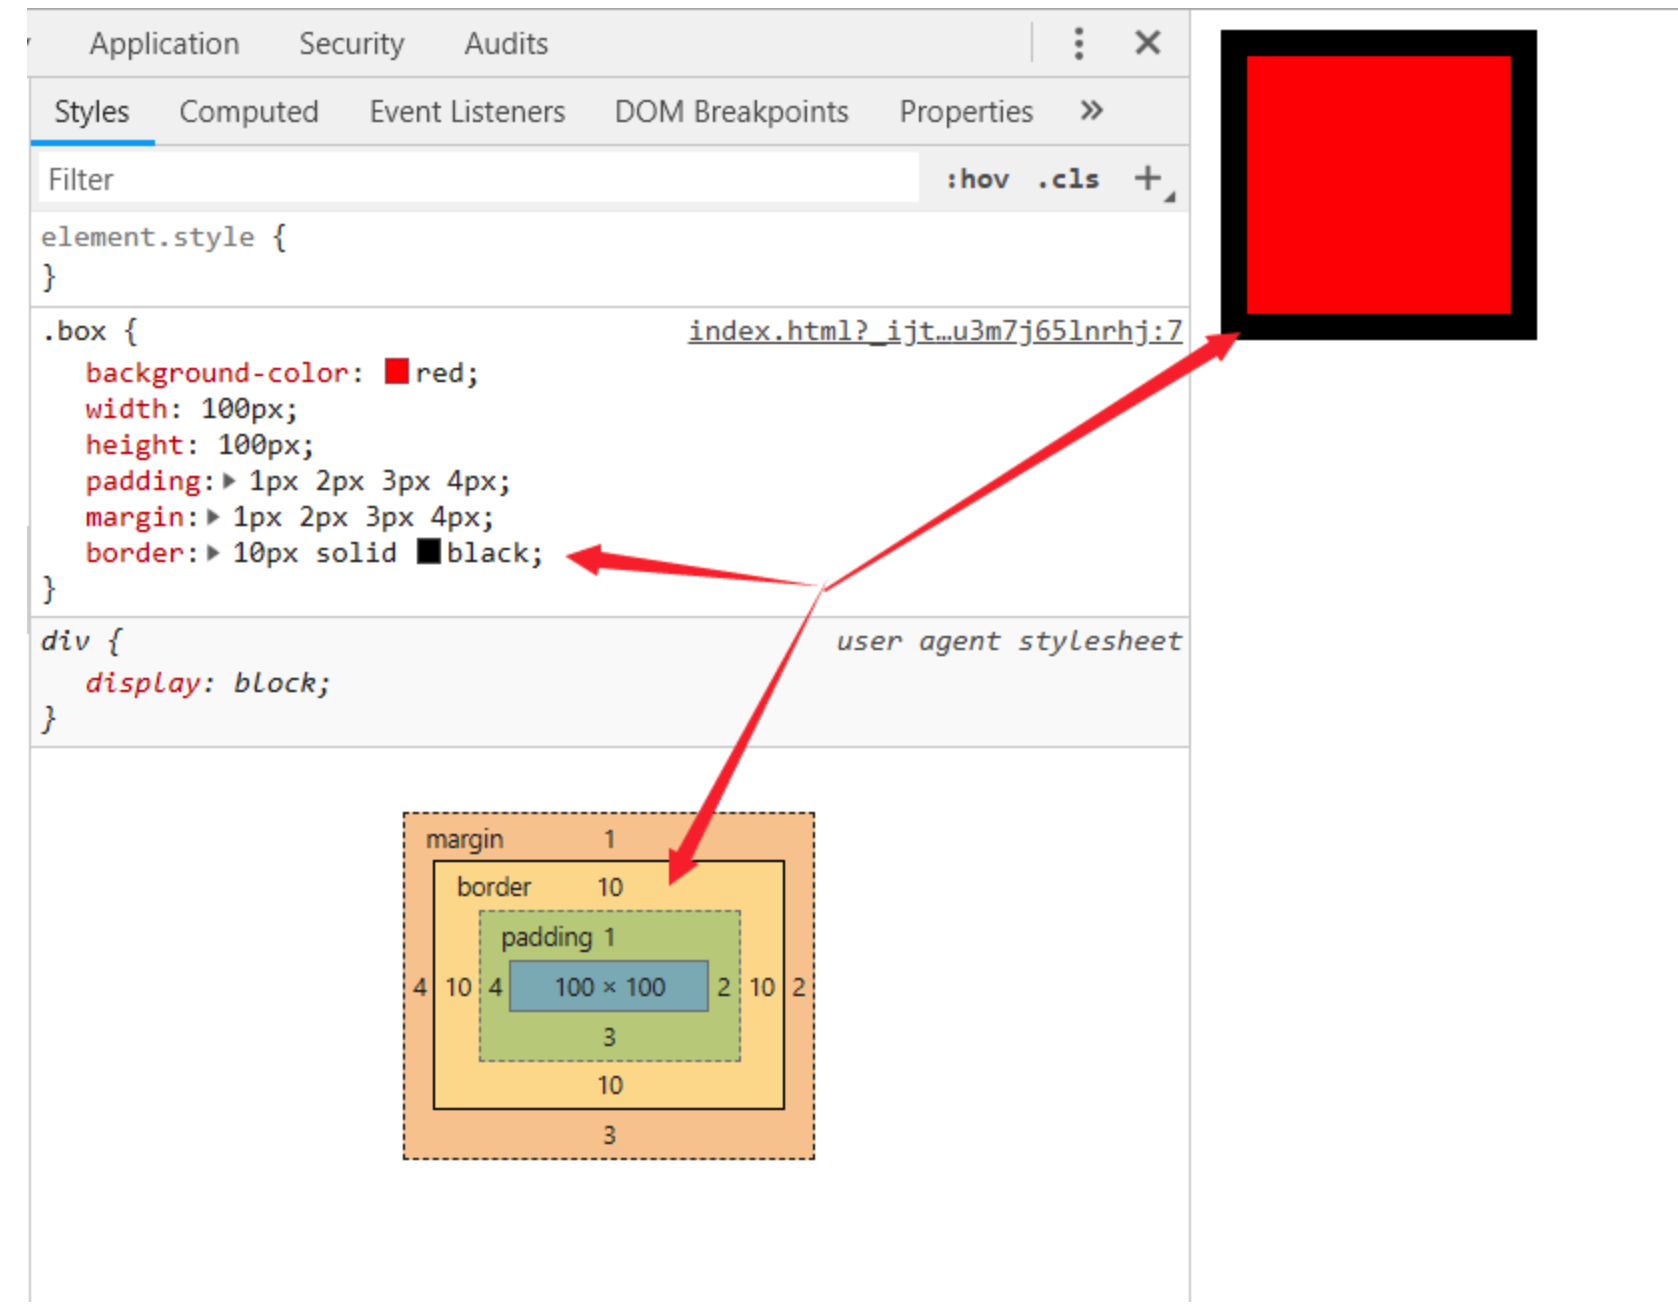 Application Security Audits
Styles Computed Event Listeners DOM Breakpoints Properties »
Filter :hov .cls +
element.style {
}
.box { index.html?_ijt…u3m7j65lnrhj:7
background-color: red;
width: 100px;
height: 100px;
padding: 1px 2px 3px 4px;
margin: 1px 2px 3px 4px;
border: 10px solid black;
}
div { user agent stylesheet
display: block;
}
margin 1
border 10
padding 1
4 10 4 100 × 100 2 10 2
3
10
3